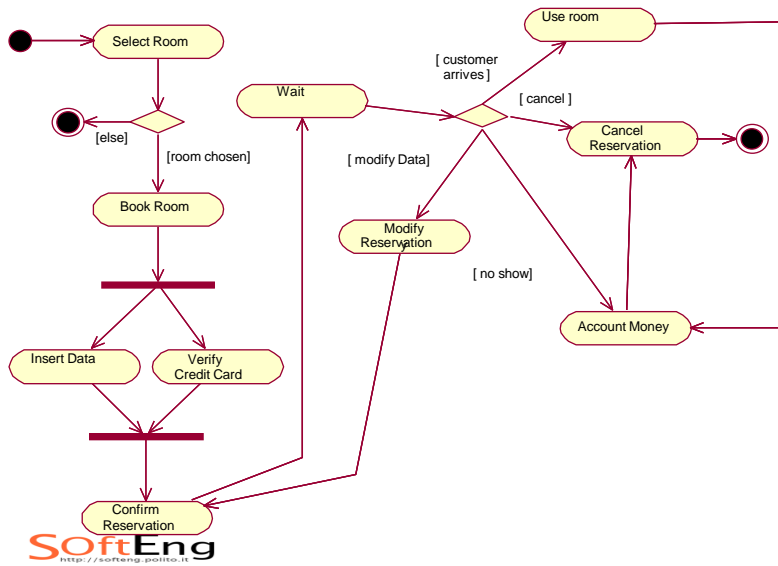 Select Room
[else]
[room chosen]
Book Room
Insert Data
Verify
Credit Card
Confirm
Reservation
Wait
[ modify Data]
Modify
Reservation
[ customer
arrives ]
Use room
[ cancel ]
Cancel
Reservation
[ no show]
Account Money
SoftEng
http://softeng.polito.it